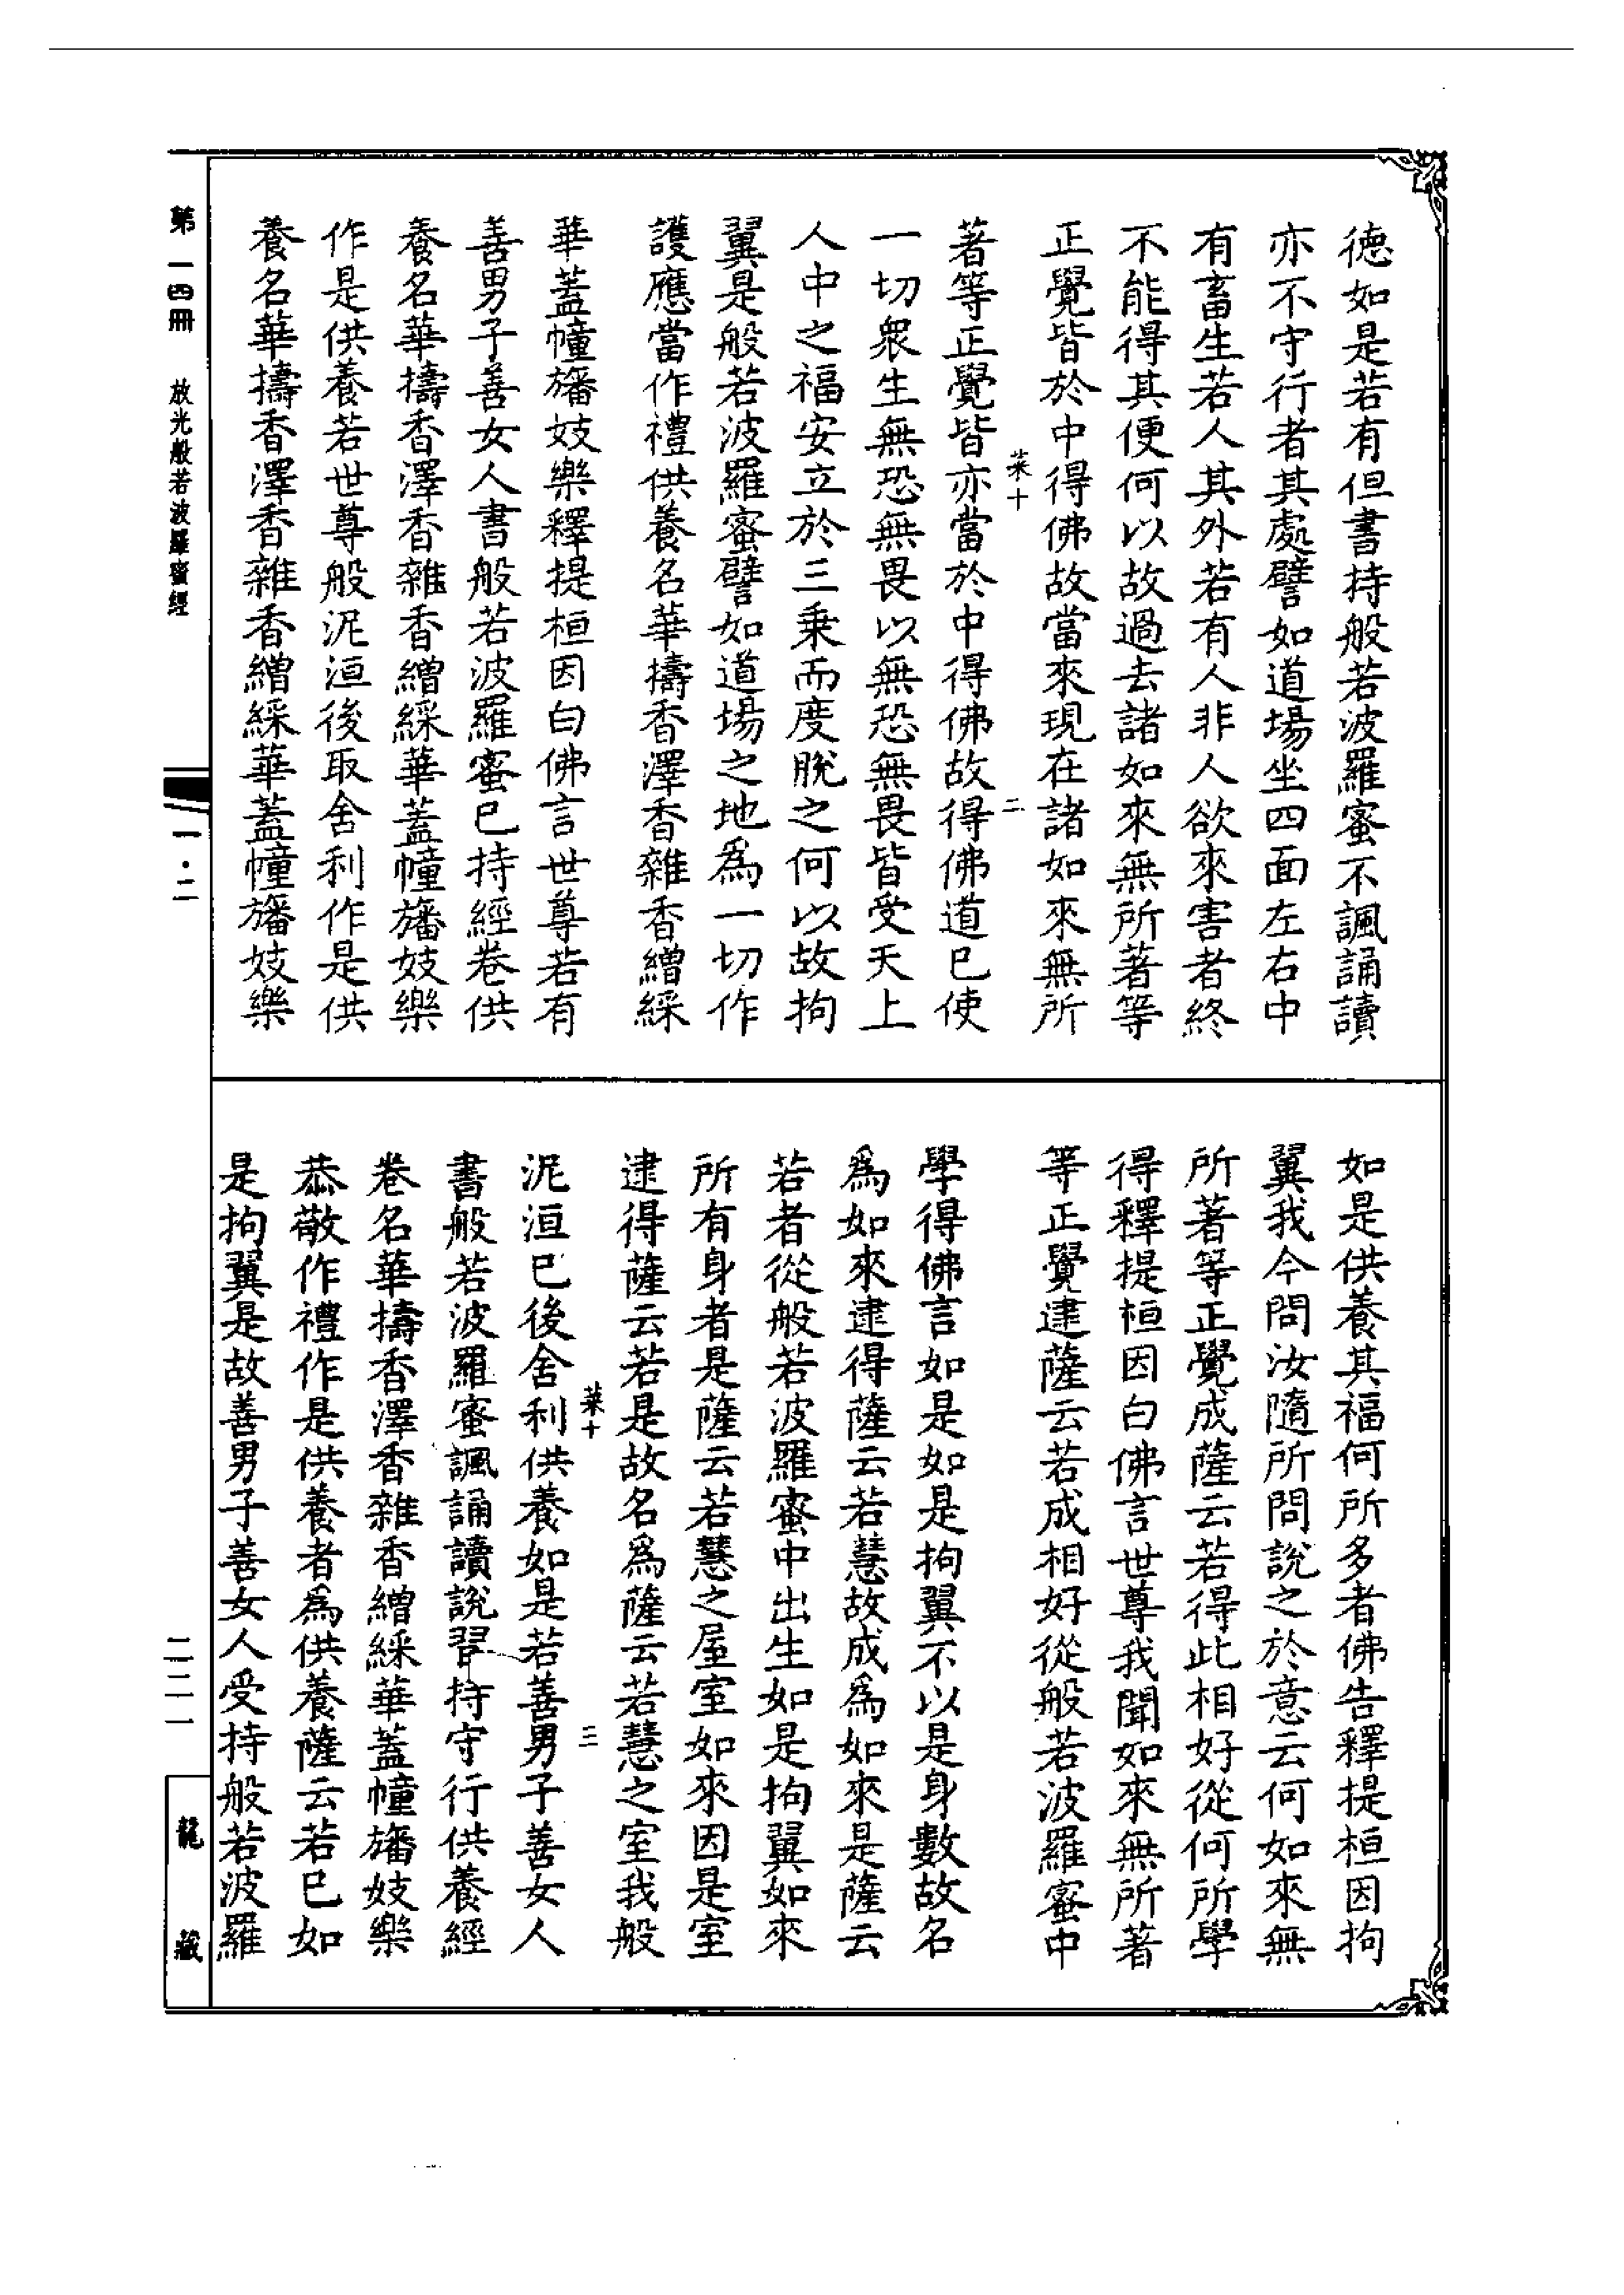 德如是若有但書持般若波羅蜜不諷誦讀
亦不守行者其處譬如道場坐四面左右中
有畜生若人其外若有人非人欲來害者終
不能得其便何以故過去諸如來無所著等
正覺皆於中得佛故當來現在諸如來無所
菜十 二
著等正覺皆亦當於中得佛故得佛道已使
一切衆生無恐無畏以無恐無畏皆受天上
人中之福安立於三乗而度脫之何以故拘
翼是般若波羅蜜譬如道場之地爲一切作
護應當作禮供養名華擣香澤香雜香繒綵
華蓋幢旛妓樂釋提桓因白佛言世尊若有
善男子善女人書般若波羅蜜已持經卷供
養名華擣香澤香雜香繒綵華蓋幢旛妓樂
作是供養若世尊般泥洹後取舍利作是供
養名華擣香澤香雜香繒綵華蓋幢旛妓樂
如是供養其福何所多者佛告釋提桓因拘
翼我今問汝隨所問說之於意云何如來無
所著等正覺成薩云若得此相好從何所學
得釋提桓因白佛言世尊我聞如來無所著
等正覺逮薩云若成相好從般若波羅蜜中
學得佛言如是如是拘翼不以是身數故名
爲如來逮得薩云若慧故成爲如來是薩云
若者從般若波羅蜜中出生如是拘翼如來
所有身者是薩云若慧之屋室如來因是室
逮得薩云若是故名爲薩云若慧之室我般
菜十 三
泥洹已後舍利供養如是若善男子善女人
書般若波羅蜜諷誦讀說習持守行供養經
卷名華擣香澤香雜香繒綵華蓋幢旛妓樂
恭敬作禮作是供養者爲供養薩云若已如
是拘翼是故善男子善女人受持般若波羅
第一四冊 放光般若波羅蜜經
一·二
二二一
龍藏